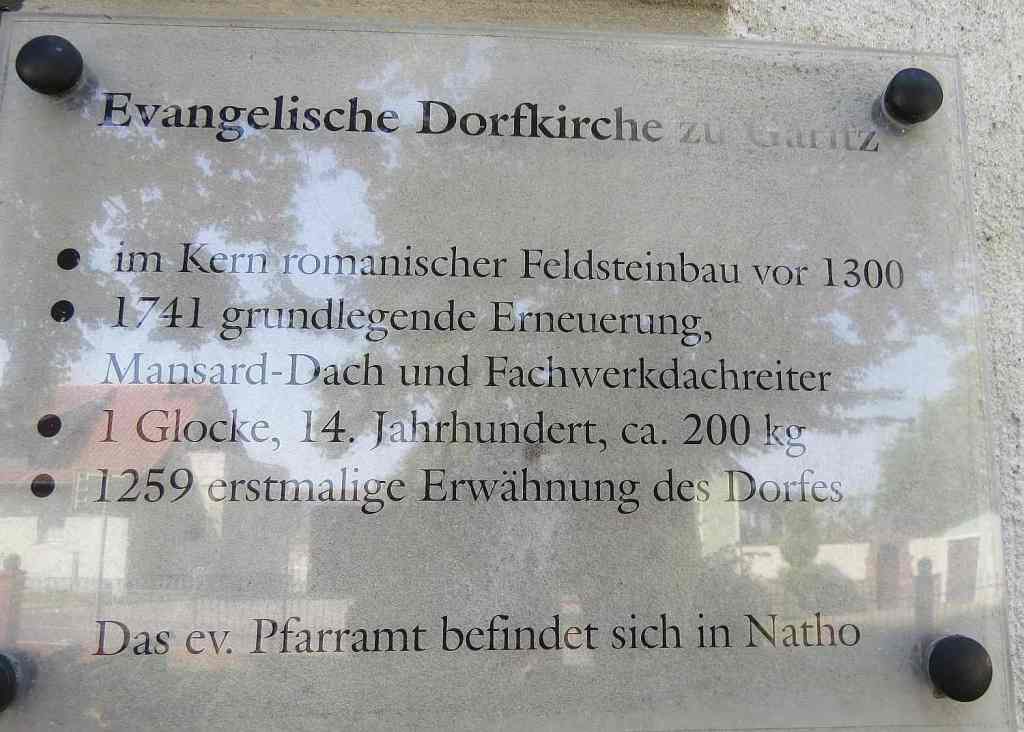 Evangelische Dorfkirche zu Garitz
• im Kern romanischer Feldsteinbau vor 1300
• 1741 grundlegende Erneuerung,
Mansard-Dach und Fachwerkdachreiter
• 1 Glocke, 14. Jahrhundert, ca. 200 kg
• 1259 erstmalige Erwähnung des Dorfes
Das ev. Pfarramt befindet sich in Natho